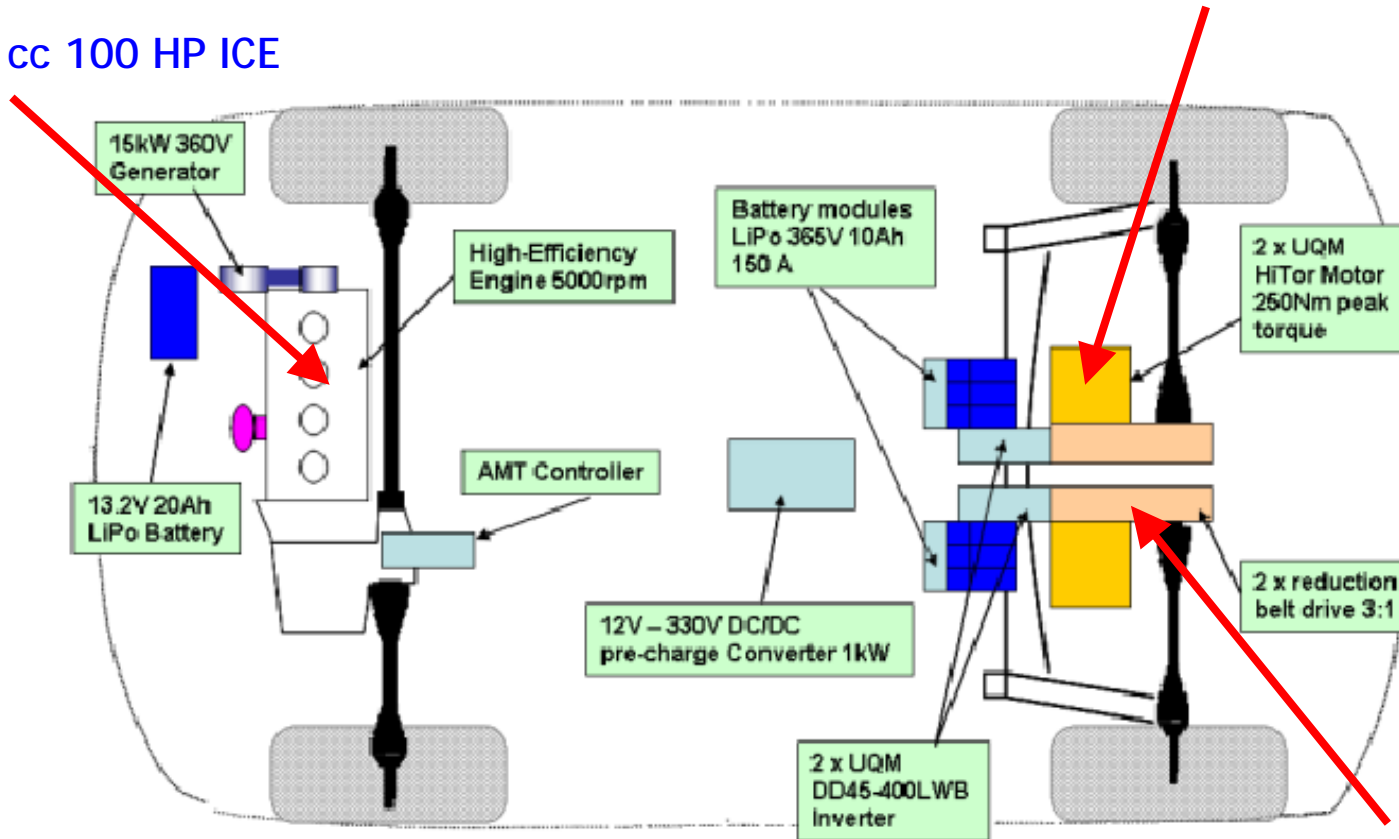 cc 100 HP ICE
15kW 360V
Generator
High-Efficiency
Engine 5000rpm
Battery modules
LiPo 365V 10Ah
150 A
2 x UQM
HiTor Motor
250Nm peak
torque
AMT Controller
13.2V 20Ah
LiPo Battery
12V – 330V DC/DC
pre-charge Converter 1kW
2 x reduction
belt drive 3:1
2 x UQM
DD45-400LWB
Inverter